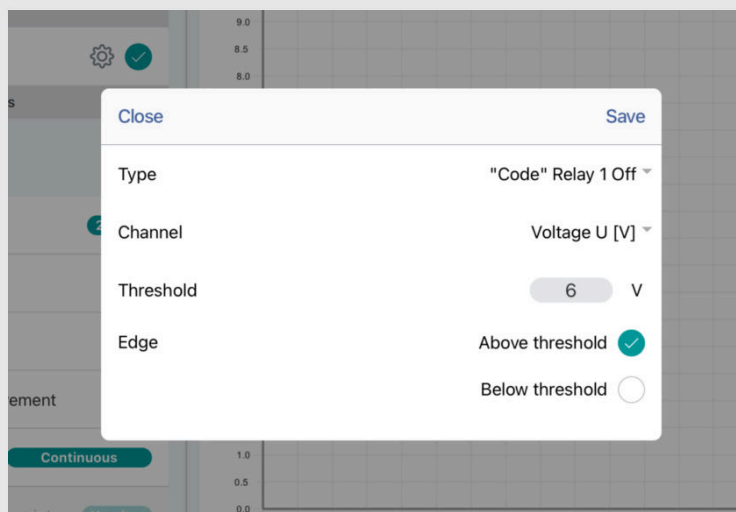 9.0
8.5
8.0
s
Close Save
Type "Code" Relay 1 Off
Channel Voltage U [V]
Threshold 6 V
Edge Above threshold
Below threshold
ement
Continuous
1.0
0.5
0.0